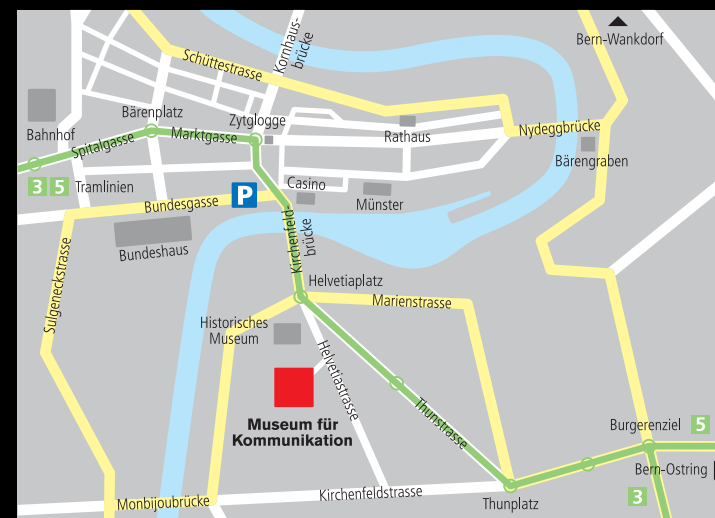 Bern-Wankdorf
Kornhaus-
brücke
Schüttestrasse
Bärenplatz
Zytglogge
Bahnhof
Spitalgasse
Marktgasse
Rathaus
Nydeggbrücke
Bärengraben
3 5 Tramlinien
P
Casino
Münster
Bundesgasse
Bundeshaus
Kirchenfeld-
brücke
Sulgeneckstrasse
Helvetiaplatz
Marienstrasse
Historisches
Museum
Helvetiastrasse
Museum für
Kommunikation
Thunstrasse
Burgerenziel 5
Bern-Ostring
3
Monbijoubrücke
Kirchenfeldstrasse
Thunplatz